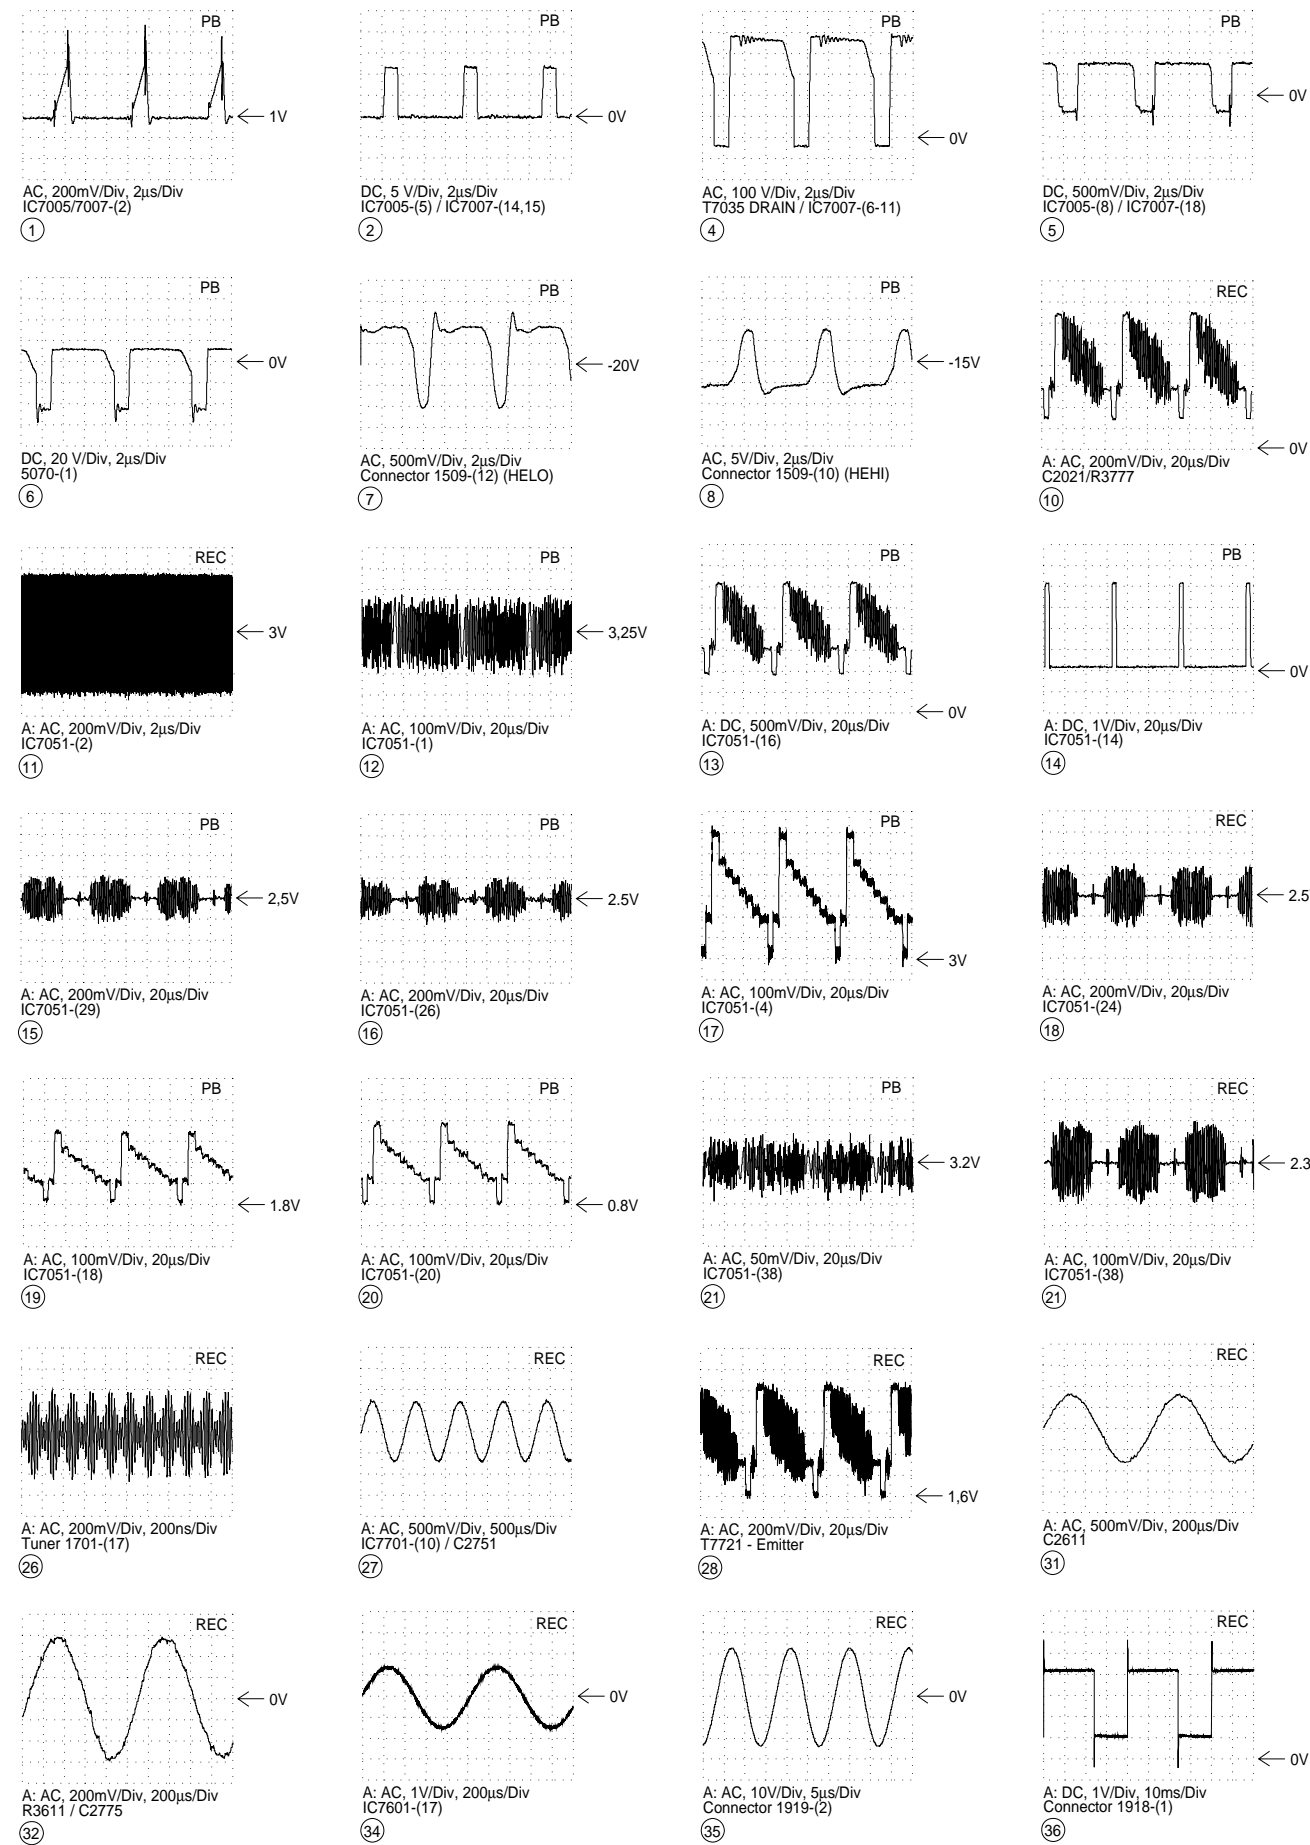 PB
1V
AC, 200mV/Div, 2µs/Div
IC7005/7007-(2)
1
PB
0V
DC, 5 V/Div, 2µs/Div
IC7005-(5) / IC7007-(14,15)
2
PB
0V
AC, 100 V/Div, 2µs/Div
T7035 DRAIN / IC7007-(6-11)
4
PB
0V
DC, 500mV/Div, 2µs/Div
IC7005-(8) / IC7007-(18)
5
PB
0V
DC, 20 V/Div, 2µs/Div
5070-(1)
6
PB
-20V
AC, 500mV/Div, 2µs/Div
Connector 1509-(12) (HELO)
7
PB
-15V
AC, 5V/Div, 2µs/Div
Connector 1509-(10) (HEHI)
8
REC
0V
A: AC, 200mV/Div, 20µs/Div
C2021/R3777
10
REC
3V
A: AC, 200mV/Div, 2µs/Div
IC7051-(2)
11
PB
3,25V
A: AC, 100mV/Div, 20µs/Div
IC7051-(1)
12
PB
0V
A: DC, 500mV/Div, 20µs/Div
IC7051-(16)
13
PB
0V
A: DC, 1V/Div, 20µs/Div
IC7051-(14)
14
PB
2,5V
A: AC, 200mV/Div, 20µs/Div
IC7051-(29)
15
PB
2.5V
A: AC, 200mV/Div, 20µs/Div
IC7051-(26)
16
PB
3V
A: AC, 100mV/Div, 20µs/Div
IC7051-(4)
17
REC
2.5
A: AC, 200mV/Div, 20µs/Div
IC7051-(24)
18
PB
1.8V
A: AC, 100mV/Div, 20µs/Div
IC7051-(18)
19
PB
0.8V
A: AC, 100mV/Div, 20µs/Div
IC7051-(20)
20
PB
3.2V
A: AC, 50mV/Div, 20µs/Div
IC7051-(38)
21
REC
2.3
A: AC, 100mV/Div, 20µs/Div
IC7051-(38)
21
REC
A: AC, 200mV/Div, 200ns/Div
Tuner 1701-(17)
26
REC
A: AC, 500mV/Div, 500µs/Div
IC7701-(10) / C2751
27
REC
1,6V
A: AC, 200mV/Div, 20µs/Div
T7721 - Emitter
28
REC
A: AC, 500mV/Div, 200µs/Div
C2611
31
REC
0V
A: AC, 200mV/Div, 200µs/Div
R3611 / C2775
32
REC
0V
A: AC, 1V/Div, 200µs/Div
IC7601-(17)
34
REC
0V
A: AC, 10V/Div, 5µs/Div
Connector 1919-(2)
35
REC
0V
A: DC, 1V/Div, 10ms/Div
Connector 1918-(1)
36